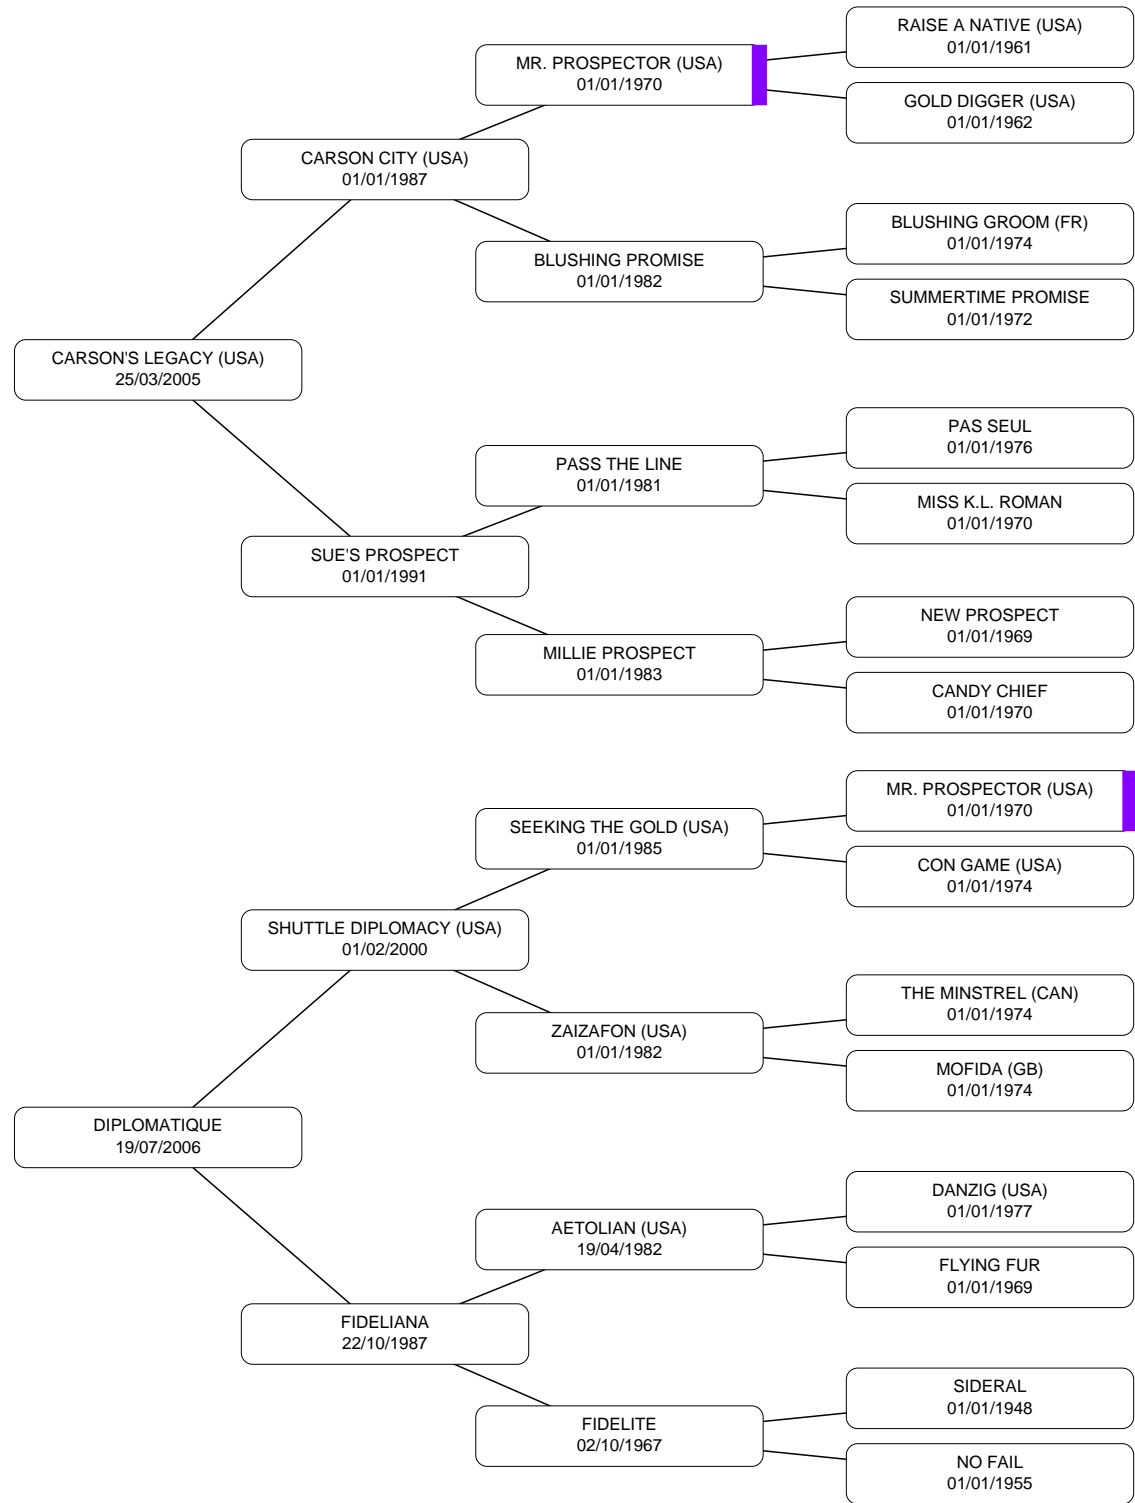 RAISE A NATIVE (USA)
01/01/1961
MR. PROSPECTOR (USA)
01/01/1970
GOLD DIGGER (USA)
01/01/1962
CARSON CITY (USA)
01/01/1987
BLUSHING GROOM (FR)
01/01/1974
BLUSHING PROMISE
01/01/1982
SUMMERTIME PROMISE
01/01/1972
CARSON'S LEGACY (USA)
25/03/2005
PAS SEUL
01/01/1976
PASS THE LINE
01/01/1981
MISS K.L. ROMAN
01/01/1970
SUE'S PROSPECT
01/01/1991
NEW PROSPECT
01/01/1969
MILLIE PROSPECT
01/01/1983
CANDY CHIEF
01/01/1970
MR. PROSPECTOR (USA)
01/01/1970
SEEKING THE GOLD (USA)
01/01/1985
CON GAME (USA)
01/01/1974
SHUTTLE DIPLOMACY (USA)
01/02/2000
THE MINSTREL (CAN)
01/01/1974
ZAIZAFON (USA)
01/01/1982
MOFIDA (GB)
01/01/1974
DIPLOMATIQUE
19/07/2006
DANZIG (USA)
01/01/1977
AETOLIAN (USA)
19/04/1982
FLYING FUR
01/01/1969
FIDELIANA
22/10/1987
SIDERAL
01/01/1948
FIDELITE
02/10/1967
NO FAIL
01/01/1955